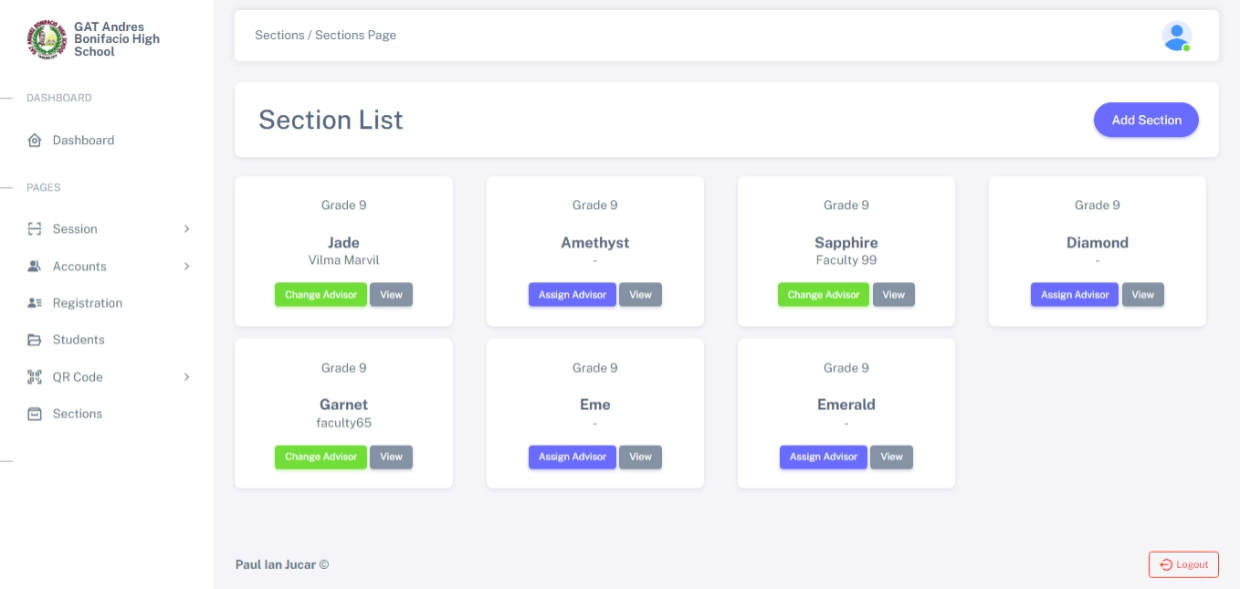 GAT Andres
Bonifacio High
School
DASHBOARD
Dashboard
PAGES
Session
Accounts
Registration
Students
QR Code
Sections
Sections / Sections Page
Section List
Add Section
Grade 9
Jade
Vilma Marvil
Change Advisor View
Grade 9
Amethyst
-
Assign Advisor View
Grade 9
Sapphire
Faculty 99
Change Advisor View
Grade 9
Diamond
-
Assign Advisor View
Grade 9
Garnet
faculty65
Change Advisor View
Grade 9
Eme
-
Assign Advisor View
Grade 9
Emerald
-
Assign Advisor View
Paul Ian Jucar ©
Logout